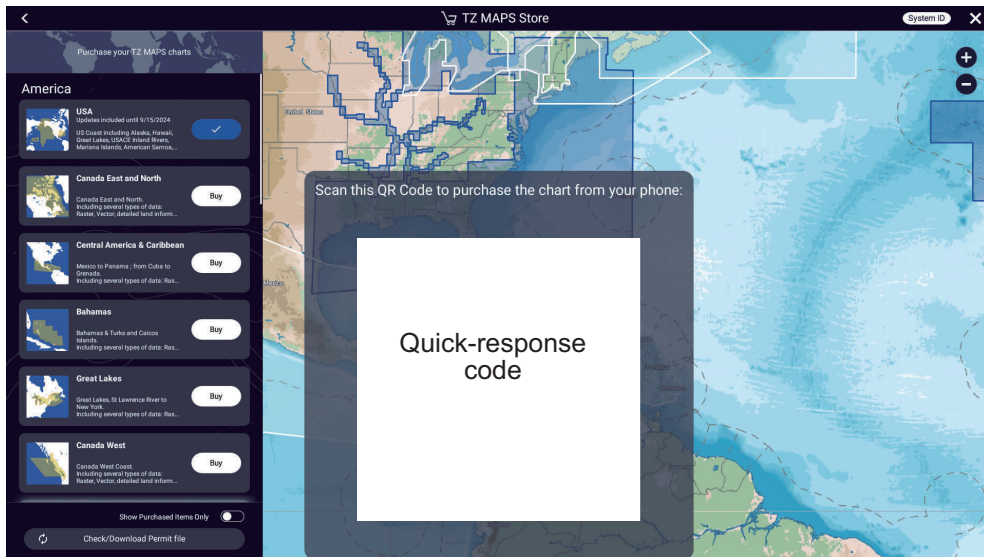 TZ MAPS Store
System ID
Purchase your TZ MAPS charts
America
USA
Updates included until 9/15/2024
US Coast including Alaska, Hawaii,
Great Lakes, USACE Inland Rivers,
Mariana Islands, American Samoa,...
Canada East and North
Canada East and North.
Including several types of data:
Raster, Vector, detailed land inform...
Buy
Central America & Caribbean
Mexico to Panama ; from Cuba to
Grenada.
Including several types of data: Ras...
Buy
Bahamas
Bahamas & Turks and Caicos
Islands.
Including several types of data: Ras...
Buy
Great Lakes
Great Lakes, St Lawrence River to
New York.
Including several types of data: Ras...
Buy
Canada West
Canada West Coast.
Including several types of data:
Raster, Vector, detailed land inform...
Buy
Show Purchased Items Only
Check/Download Permit file
United States
Mexico
Scan this QR Code to purchase the chart from your phone:
Quick-response
code